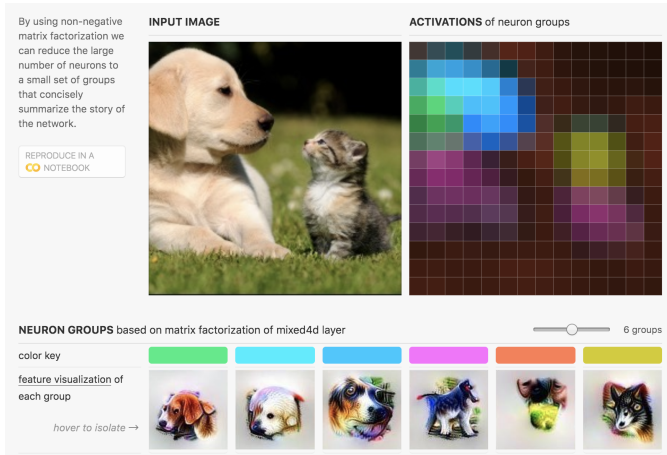 By using non-negative
matrix factorization we
can reduce the large
number of neurons to
a small set of groups
that concisely
summarize the story of
the network.
REPRODUCE IN A
CO NOTEBOOK
INPUT IMAGE
ACTIVATIONS of neuron groups
NEURON GROUPS based on matrix factorization of mixed4d layer
6 groups
color key
feature visualization of
each group
hover to isolate →